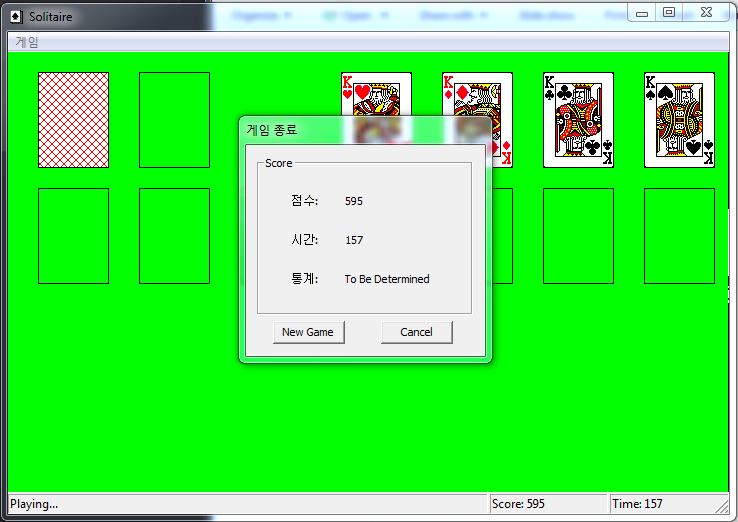 Solitaire
게임
K K K K
게임 종료
Score
점수: 595
시간: 157
통계: To Be Determined
New Game Cancel
K K K
Playing... Score: 595 Time: 157